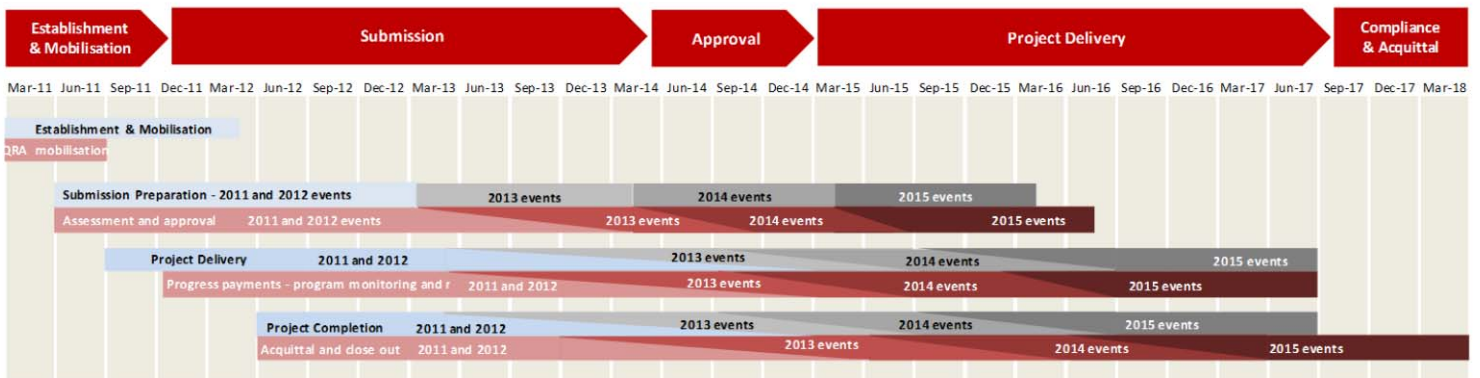 Establishment
& Mobilisation
Submission
Approval
Project Delivery
Compliance
& Acquittal
Mar-11 Jun-11 Sep-11 Dec-11 Mar-12 Jun-12 Sep-12 Dec-12 Mar-13 Jun-13 Sep-13 Dec-13 Mar-14 Jun-14 Sep-14 Dec-14 Mar-15 Jun-15 Sep-15 Dec-15 Mar-16 Jun-16 Sep-16 Dec-16 Mar-17 Jun-17 Sep-17 Dec-17 Mar-18
Establishment & Mobilisation
QRA mobilisation
Submission Preparation - 2011 and 2012 events 2013 events 2014 events 2015 events
Assessment and approval 2011 and 2012 events 2013 events 2014 events 2015 events
Project Delivery 2011 and 2012 2013 events 2014 events 2015 events
Progress payments - program monitoring and r 2011 and 2012 2013 events 2014 events 2015 events
Project Completion 2011 and 2012 2013 events 2014 events 2015 events
Acquittal and close out 2011 and 2012 2013 events 2014 events 2015 events